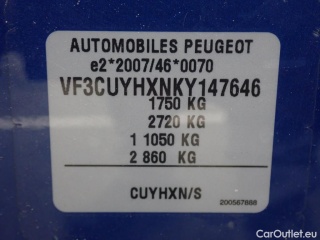 AUTOMOBILES PEUGEOT
e2*2007/46*0070
VF3CUYHXNKY147646
1750 KG
2720 KG
1 1050 KG
2 860 KG
CUYHXN/S
200567888
CarOutlet.eu